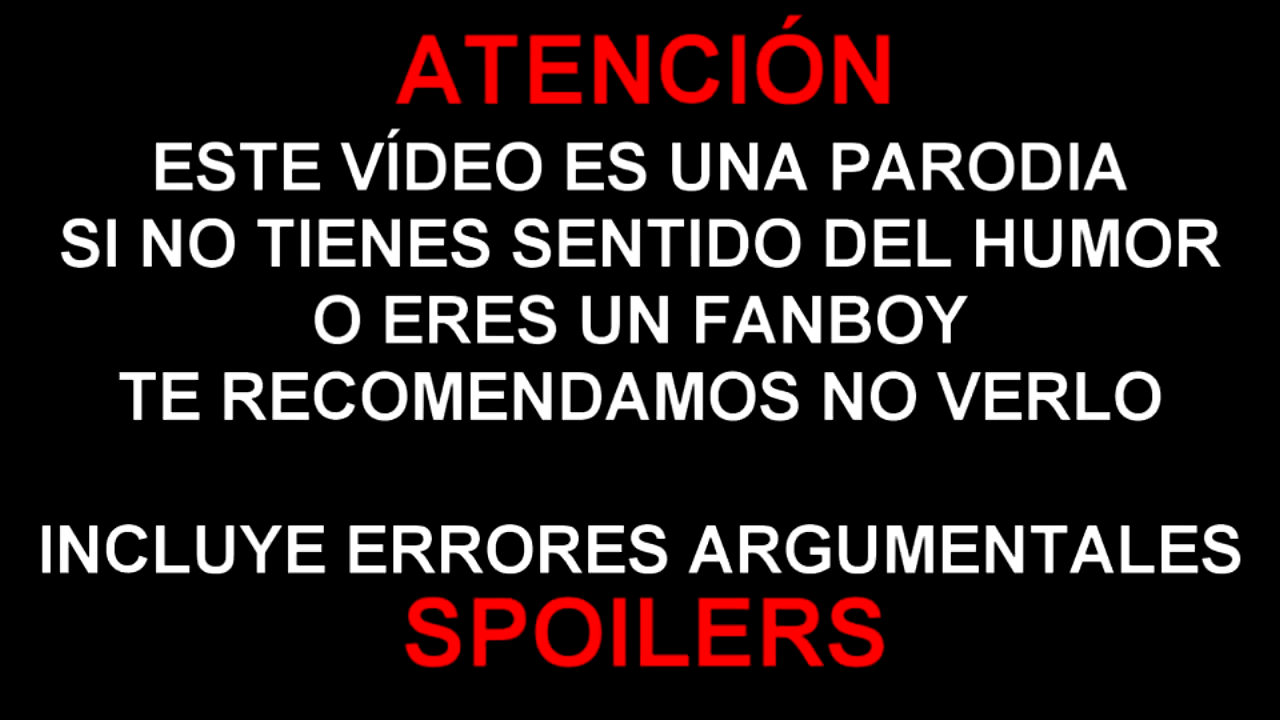 ATENCIÓN
ESTE VÍDEO ES UNA PARODIA
SI NO TIENES SENTIDO DEL HUMOR
O ERES UN FANBOY
TE RECOMENDAMOS NO VERLO
INCLUYE ERRORES ARGUMENTALES
SPOILERS